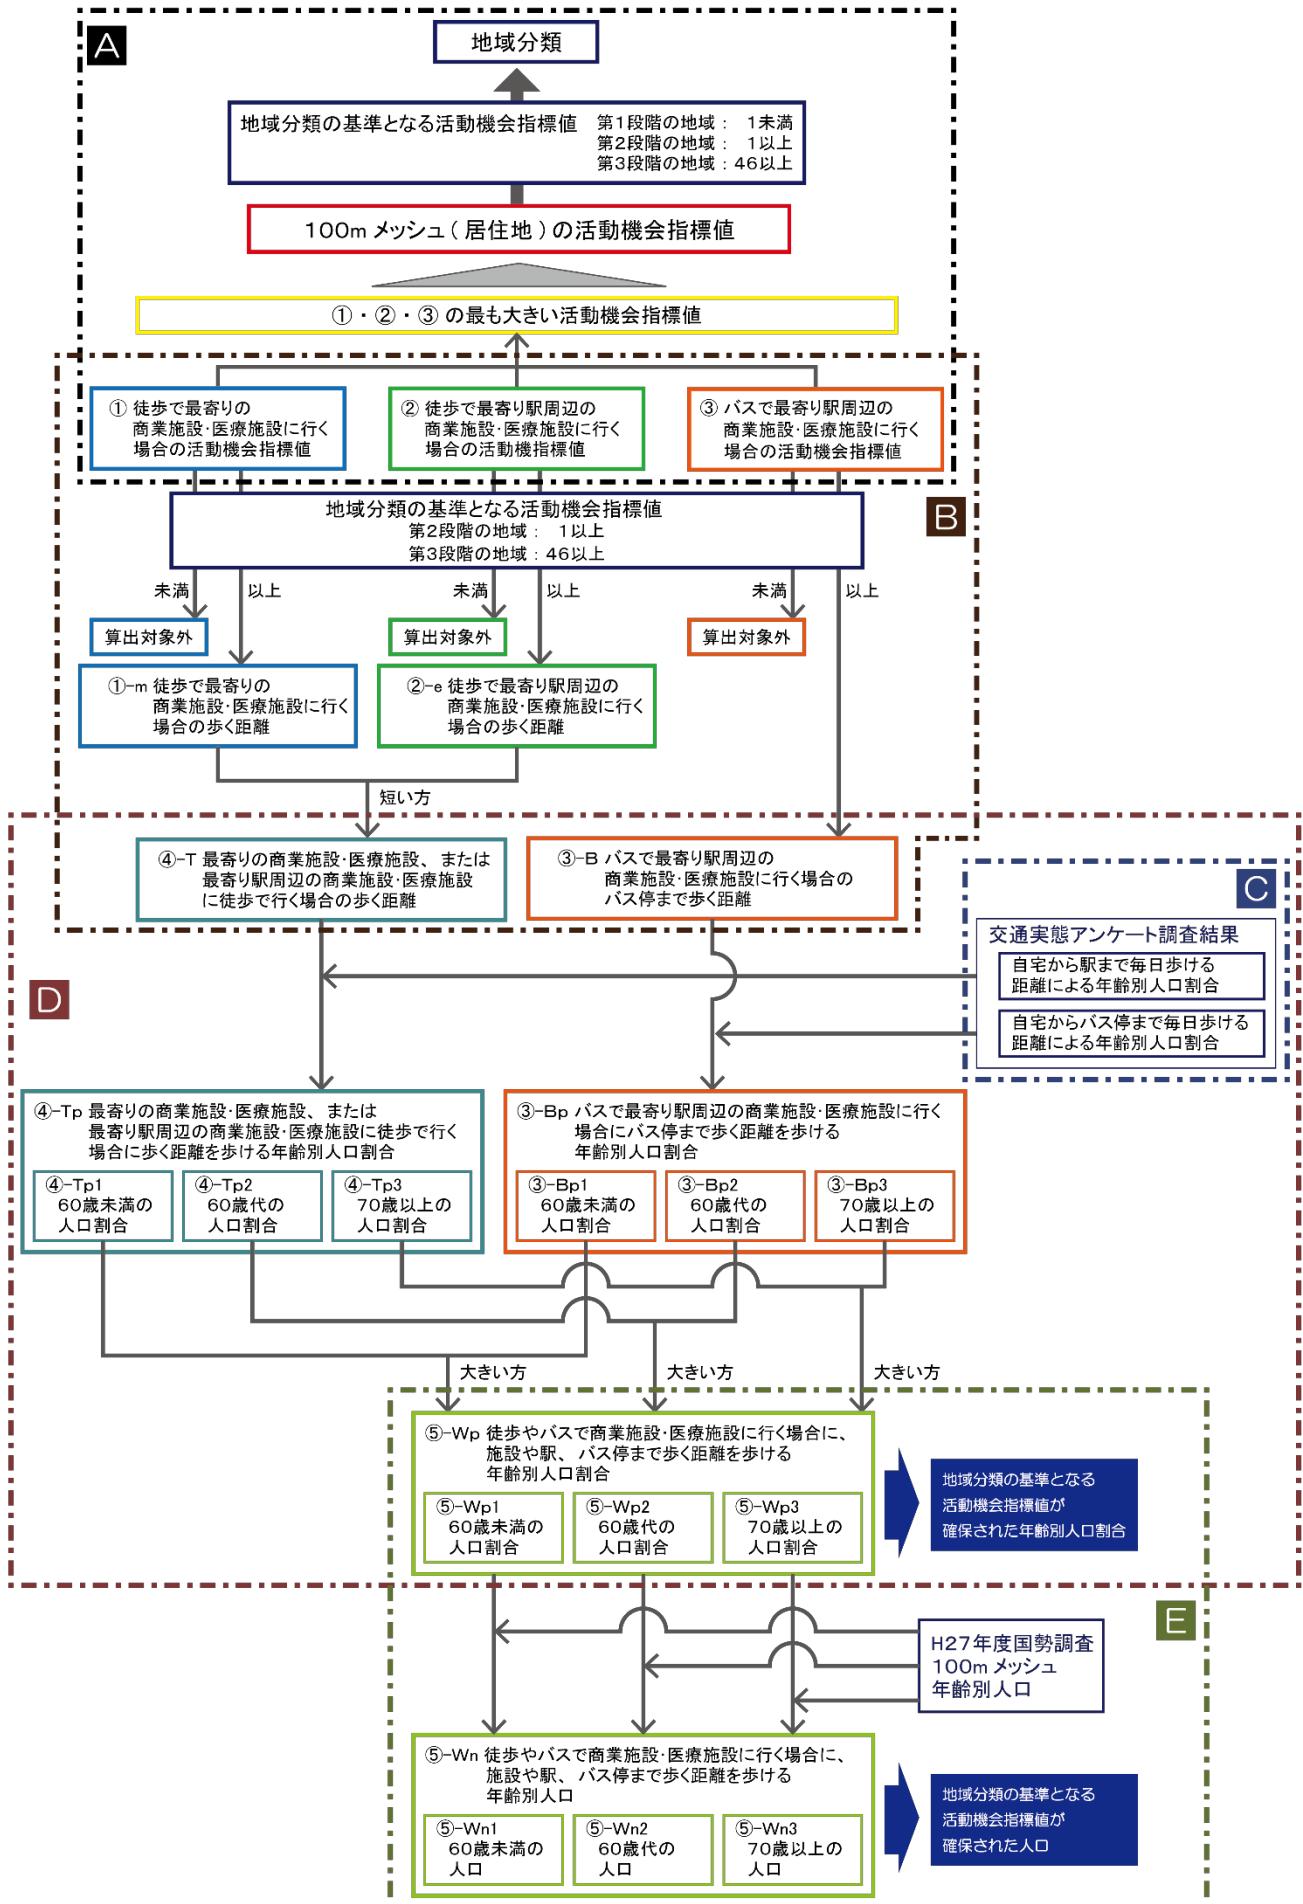 A
地域分類
地域分類の基準となる活動機会指標値
第1段階の地域： 1未満
第2段階の地域： 1以上
第3段階の地域：46以上
100mメッシュ(居住地)の活動機会指標値
①・②・③の最も大きい活動機会指標値
① 徒歩で最寄りの
商業施設・医療施設に行く
場合の活動機会指標値
② 徒歩で最寄り駅周辺の
商業施設・医療施設に行く
場合の活動機指標値
③ バスで最寄り駅周辺の
商業施設・医療施設に行く
場合の活動機会指標値
B
地域分類の基準となる活動機会指標値
第2段階の地域： 1以上
第3段階の地域：46以上
未満
以上
未満
以上
未満
以上
算出対象外
算出対象外
算出対象外
①-m 徒歩で最寄りの
商業施設・医療施設に行く
場合の歩く距離
②-e 徒歩で最寄り駅周辺の
商業施設・医療施設に行く
場合の歩く距離
短い方
④-T 最寄りの商業施設・医療施設、または
最寄り駅周辺の商業施設・医療施設
に徒歩で行く場合の歩く距離
③-B バスで最寄り駅周辺の
商業施設・医療施設に行く場合の
バス停まで歩く距離
C
交通実態アンケート調査結果
自宅から駅まで毎日歩ける
距離による年齢別人口割合
自宅からバス停まで毎日歩ける
距離による年齢別人口割合
D
④-Tp 最寄りの商業施設・医療施設、または
最寄り駅周辺の商業施設・医療施設に徒歩で行く
場合に歩く距離を歩ける年齢別人口割合
④-Tp1
60歳未満の
人口割合
④-Tp2
60歳代の
人口割合
④-Tp3
70歳以上の
人口割合
③-Bp バスで最寄り駅周辺の商業施設・医療施設に行く
場合にバス停まで歩く距離を歩ける
年齢別人口割合
③-Bp1
60歳未満の
人口割合
③-Bp2
60歳代の
人口割合
③-Bp3
70歳以上の
人口割合
大きい方
大きい方
大きい方
⑤-Wp 徒歩やバスで商業施設・医療施設に行く場合に、
施設や駅、バス停まで歩く距離を歩ける
年齢別人口割合
⑤-Wp1
60歳未満の
人口割合
⑤-Wp2
60歳代の
人口割合
⑤-Wp3
70歳以上の
人口割合
地域分類の基準となる
活動機会指標値が
確保された年齢別人口割合
E
H27年度国勢調査
100mメッシュ
年齢別人口
⑤-Wn 徒歩やバスで商業施設・医療施設に行く場合に、
施設や駅、バス停まで歩く距離を歩ける
年齢別人口
⑤-Wn1
60歳未満の
人口
⑤-Wn2
60歳代の
人口
⑤-Wn3
70歳以上の
人口
地域分類の基準となる
活動機会指標値が
確保された人口